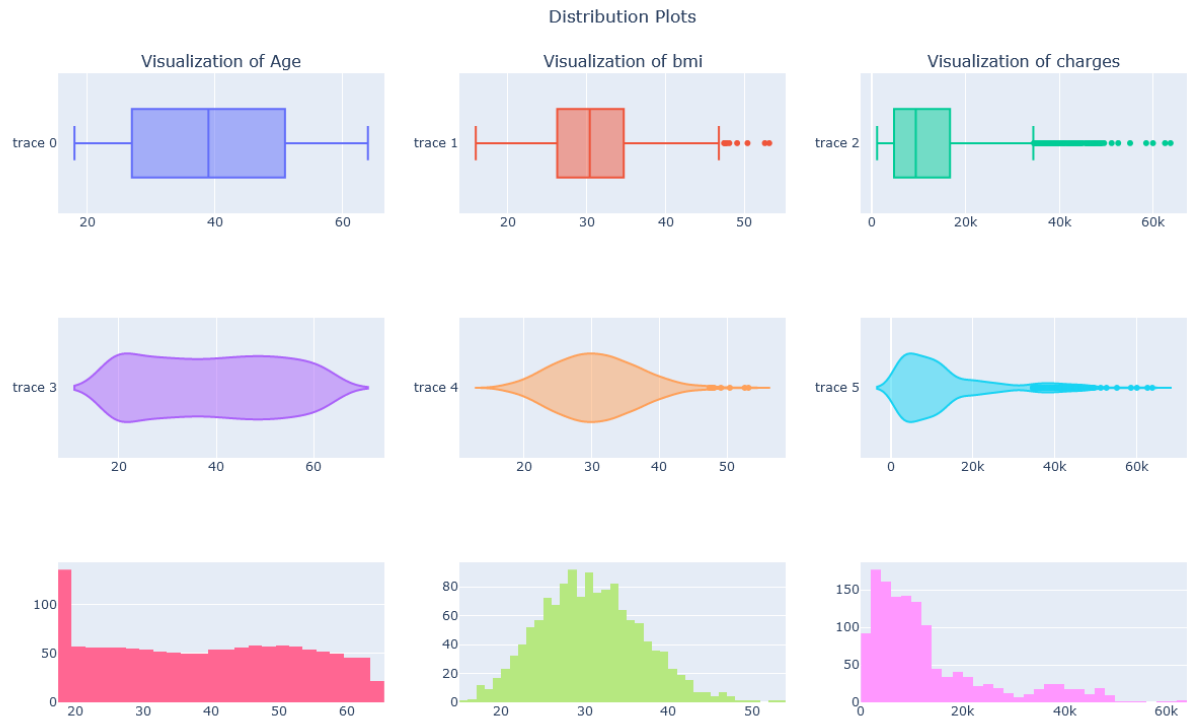 Distribution Plots
Visualization of Age
Visualization of bmi
Visualization of charges
trace 0
trace 1
trace 2
20 40 60
20 30 40 50
0 20k 40k 60k
trace 3
trace 4
trace 5
20 40 60
20 30 40 50
0 20k 40k 60k
100
50
0
20 30 40 50 60
80
60
40
20
0
20 30 40 50
150
100
50
0
0 20k 40k 60k